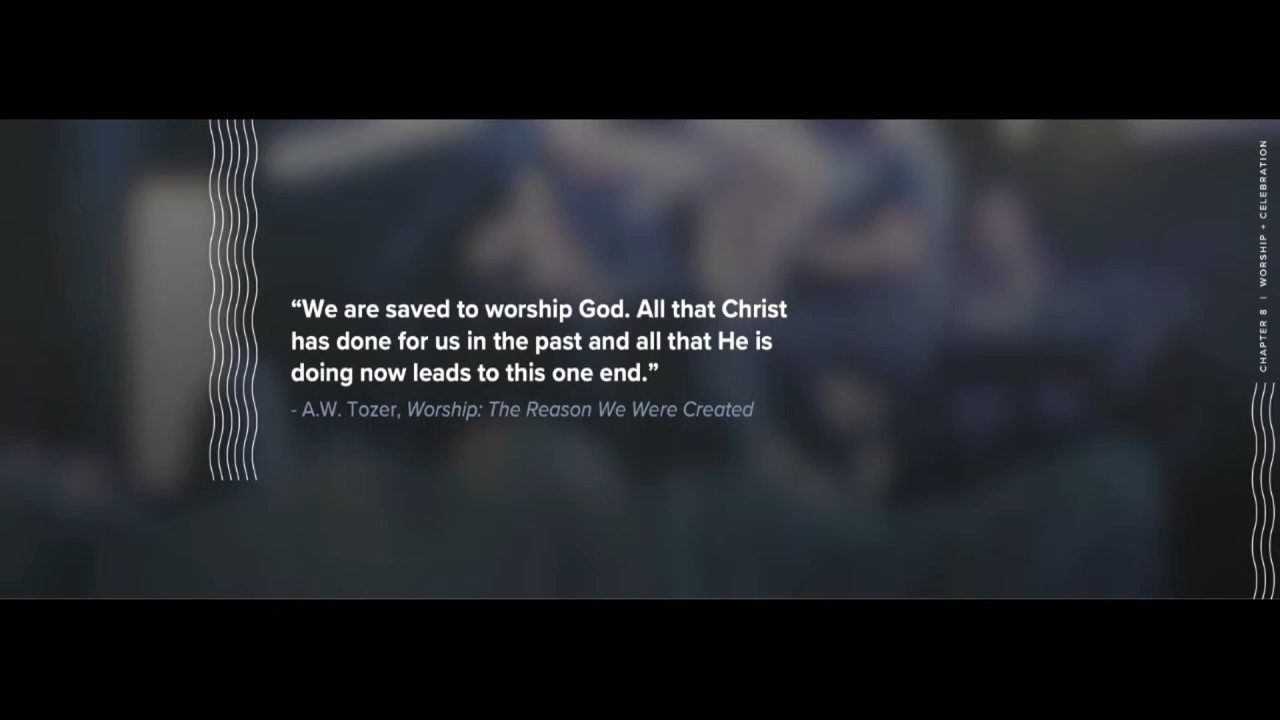 “We are saved to worship God. All that Christ
has done for us in the past and all that He is
doing now leads to this one end.”
- A.W. Tozer, Worship: The Reason We Were Created
CHAPTER 8 | WORSHIP + CELEBRATION